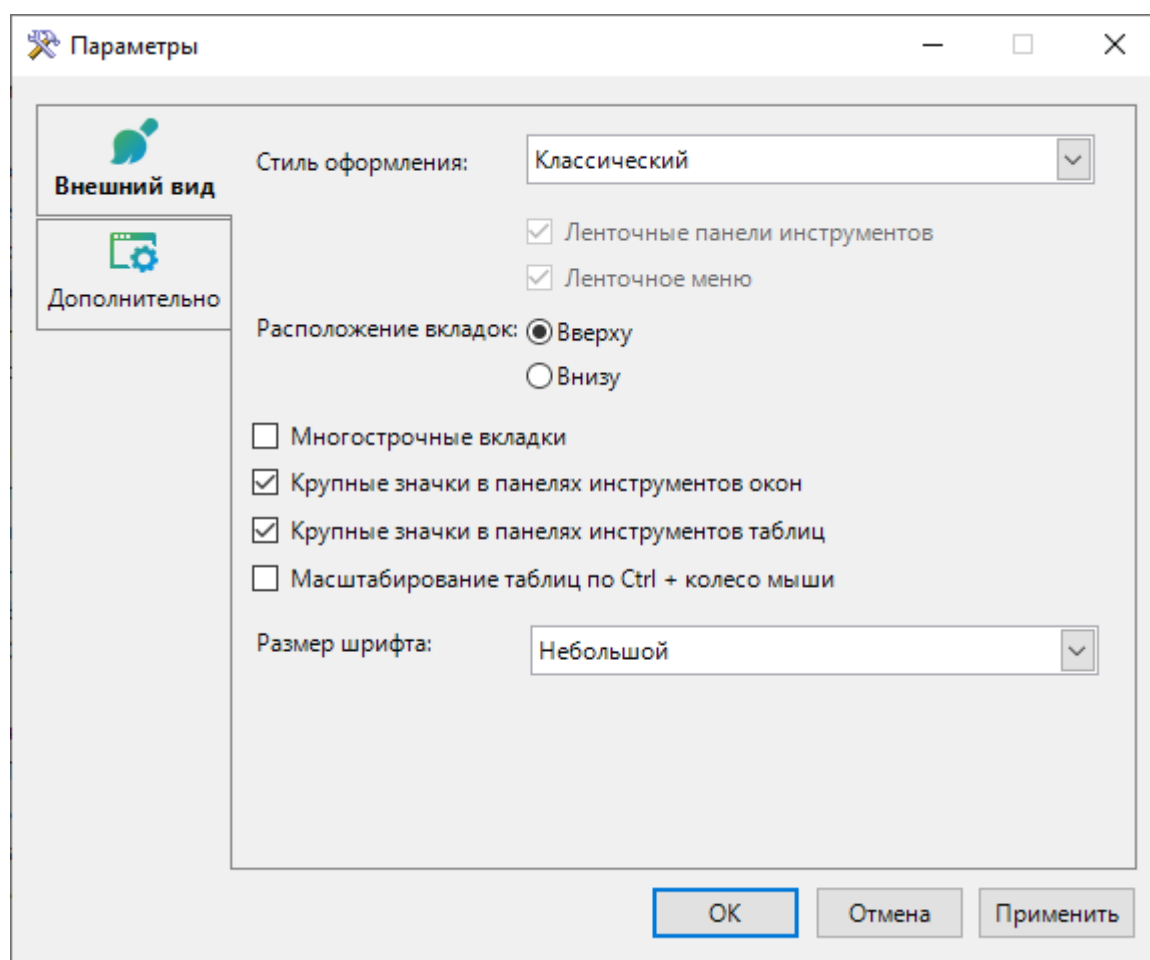 Параметры
Внешний вид
Дополнительно
Стиль оформления: Классический
Ленточные панели инструментов
Ленточное меню
Расположение вкладок: Вверху
Внизу
Многострочные вкладки
Крупные значки в панелях инструментов окон
Крупные значки в панелях инструментов таблиц
Масштабирование таблиц по Ctrl + колесо мыши
Размер шрифта: Небольшой
ОК Отмена Применить